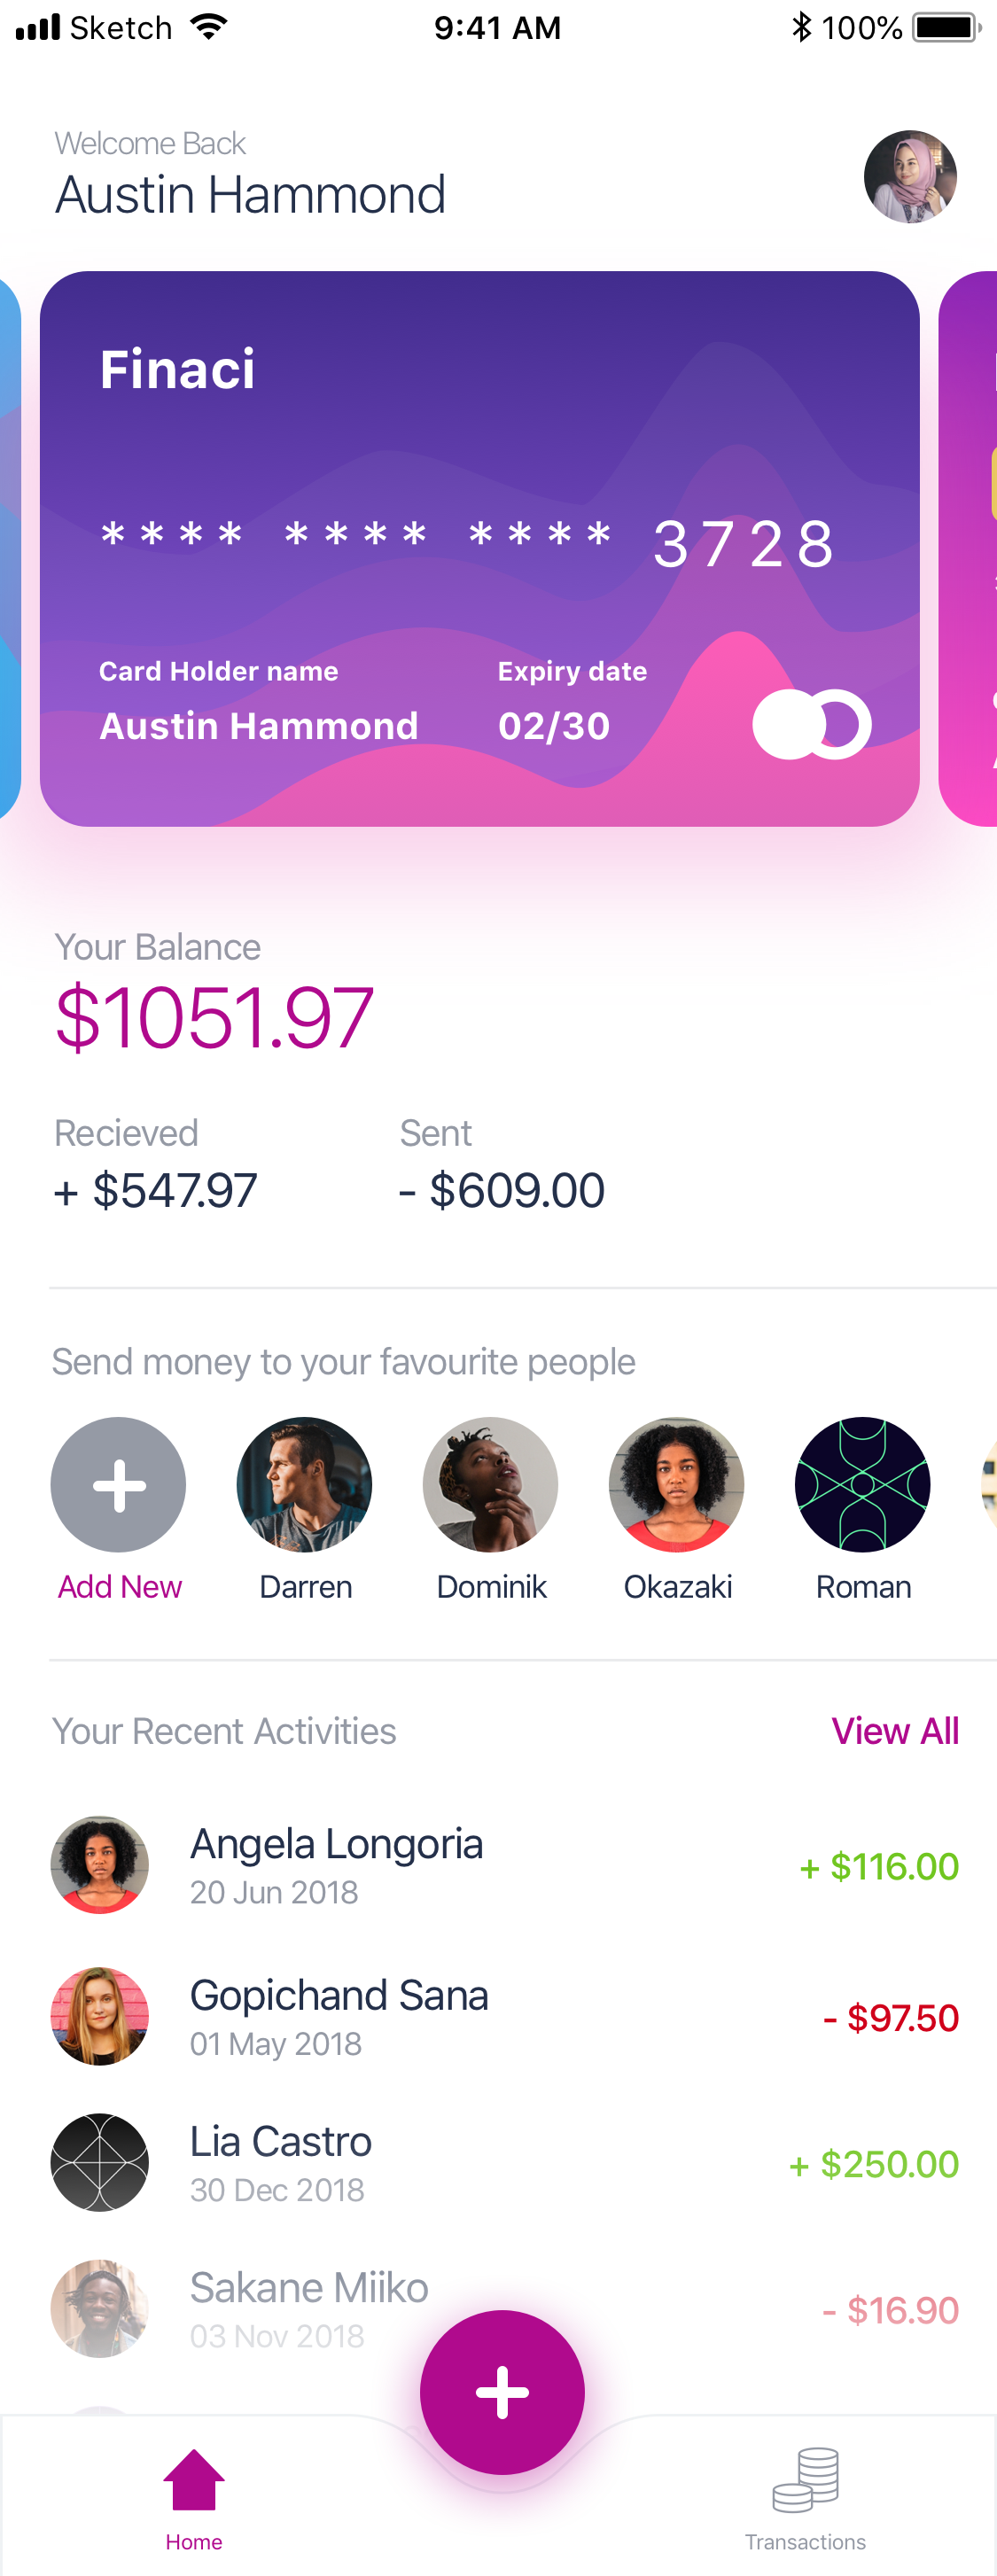 Sketch 9:41 AM 100%
Welcome Back
Austin Hammond
Finaci
**** **** **** 3728
Card Holder name Expiry date
Austin Hammond 02/30
Your Balance
$1051.97
Recieved Sent
+ $547.97 - $609.00
Send money to your favourite people
Add New Darren Dominik Okazaki Roman
Your Recent Activities View All
Angela Longoria
20 Jun 2018
+ $116.00
Gopichand Sana
01 May 2018
- $97.50
Lia Castro
30 Dec 2018
+ $250.00
Sakane Miiko
03 Nov 2018
- $16.90
Home Transactions